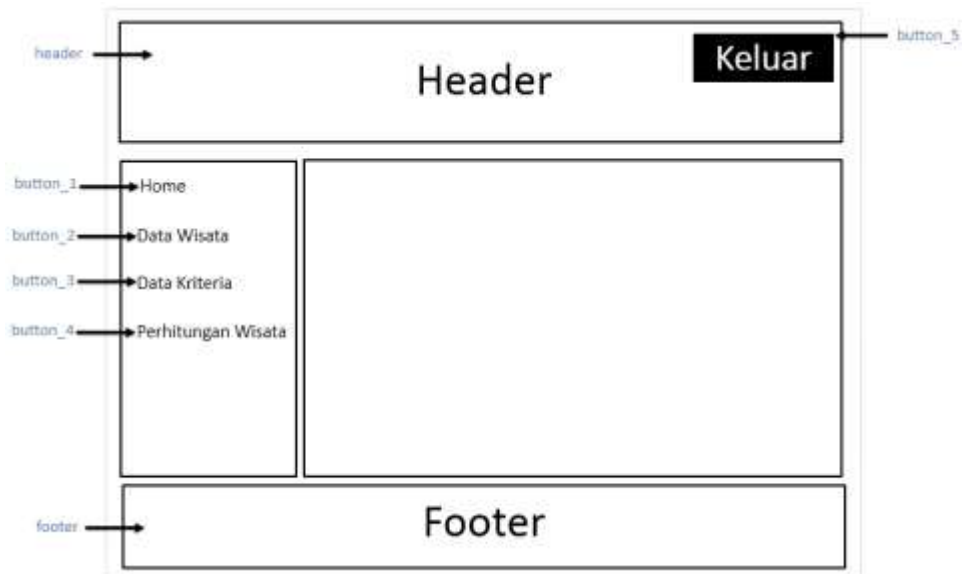 header
Header
Keluar
button_5
button_1
Home
button_2
Data Wisata
button_3
Data Kriteria
button_4
Perhitungan Wisata
footer
Footer